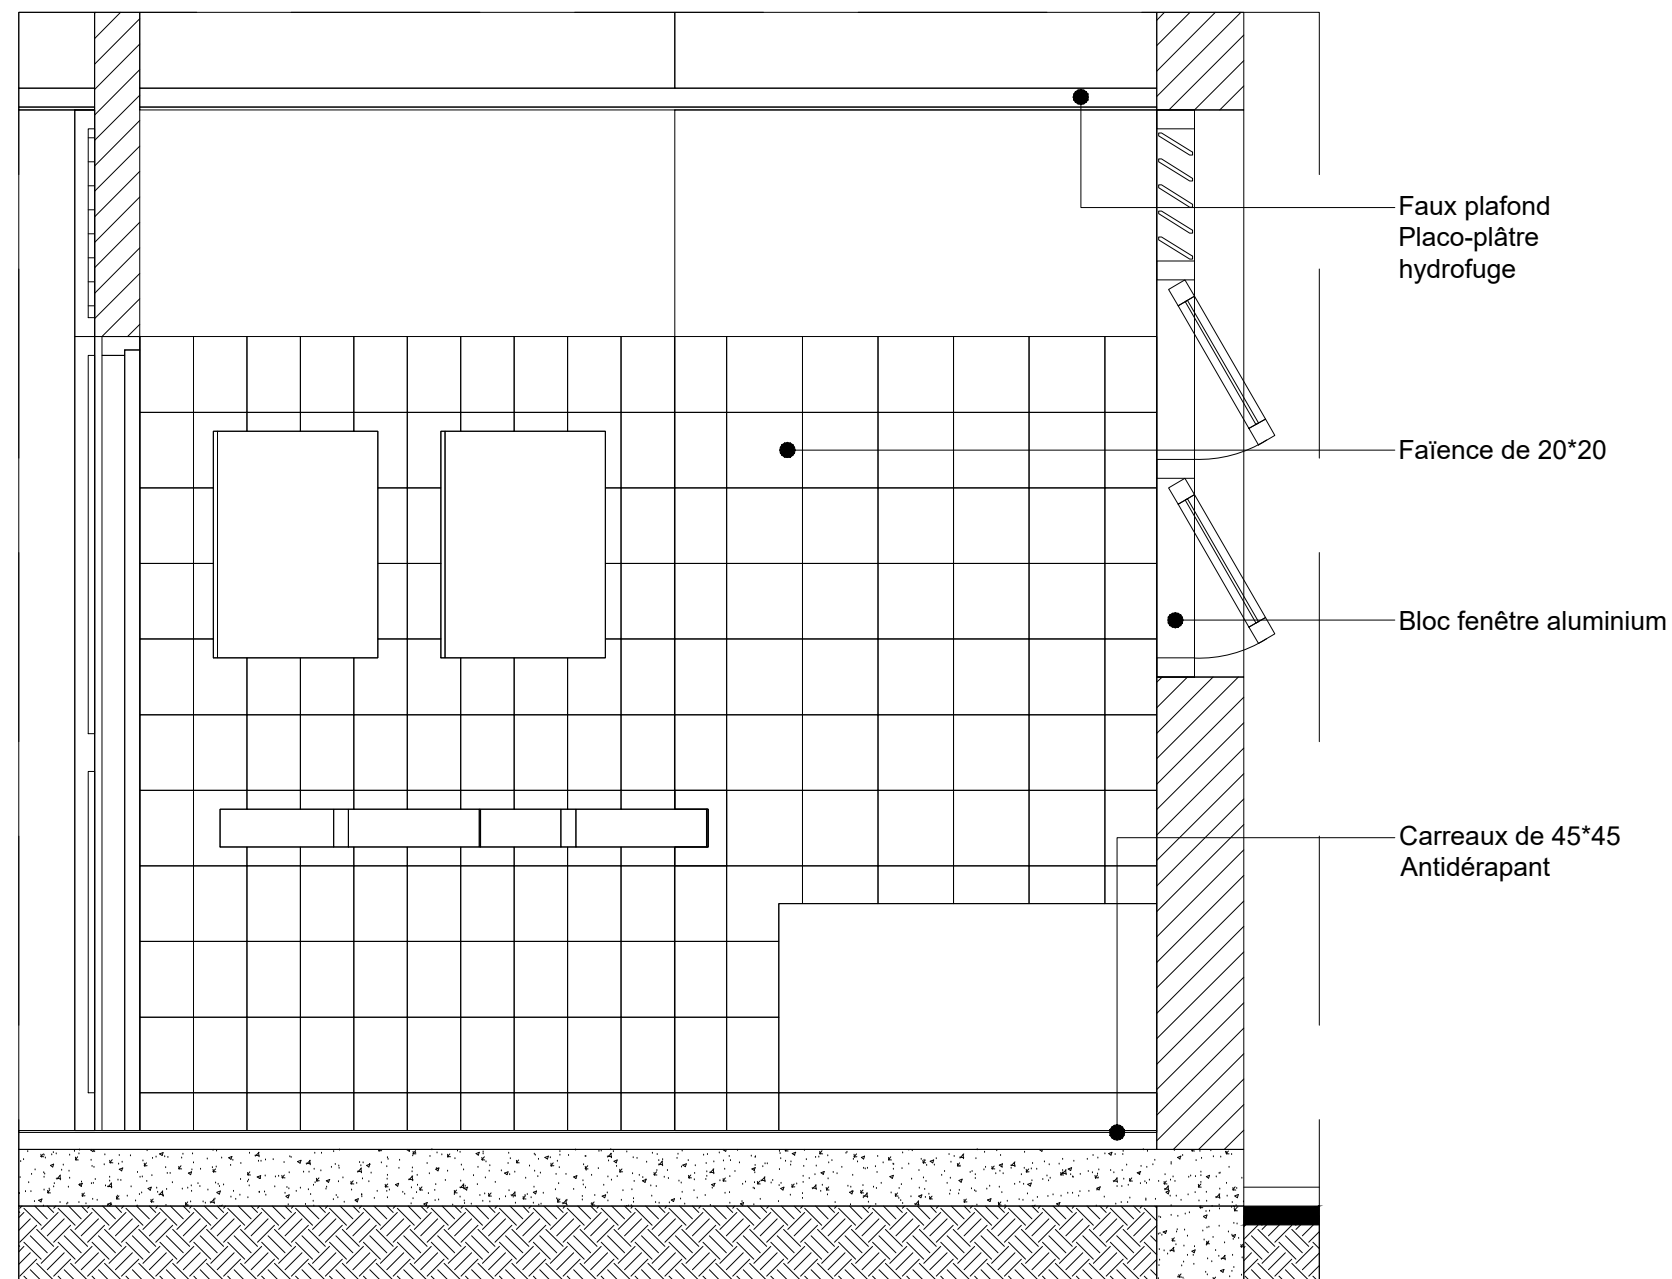 Faux plafond
Placo-plâtre
hydrofuge
Faïence de 20*20
Bloc fenêtre aluminium
Carreaux de 45*45
Antidérapant